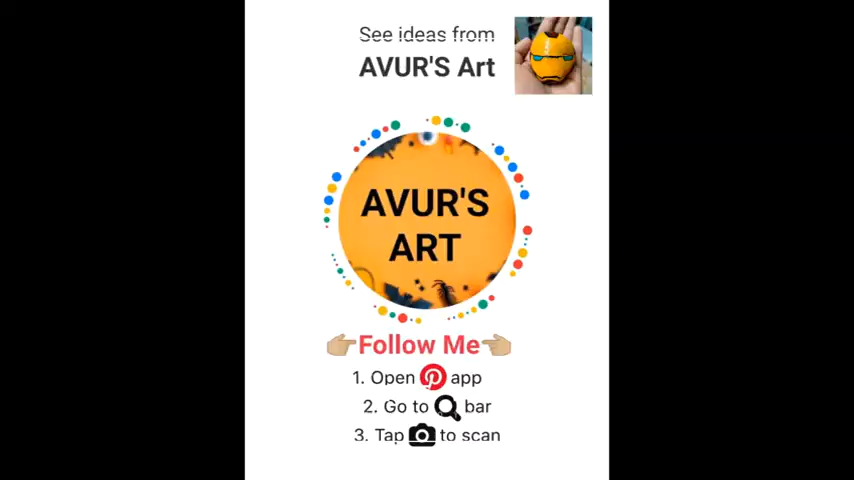 See ideas from
AVUR'S Art
AVUR'S
ART
Follow Me
1. Open app
2. Go to bar
3. Tap to scan